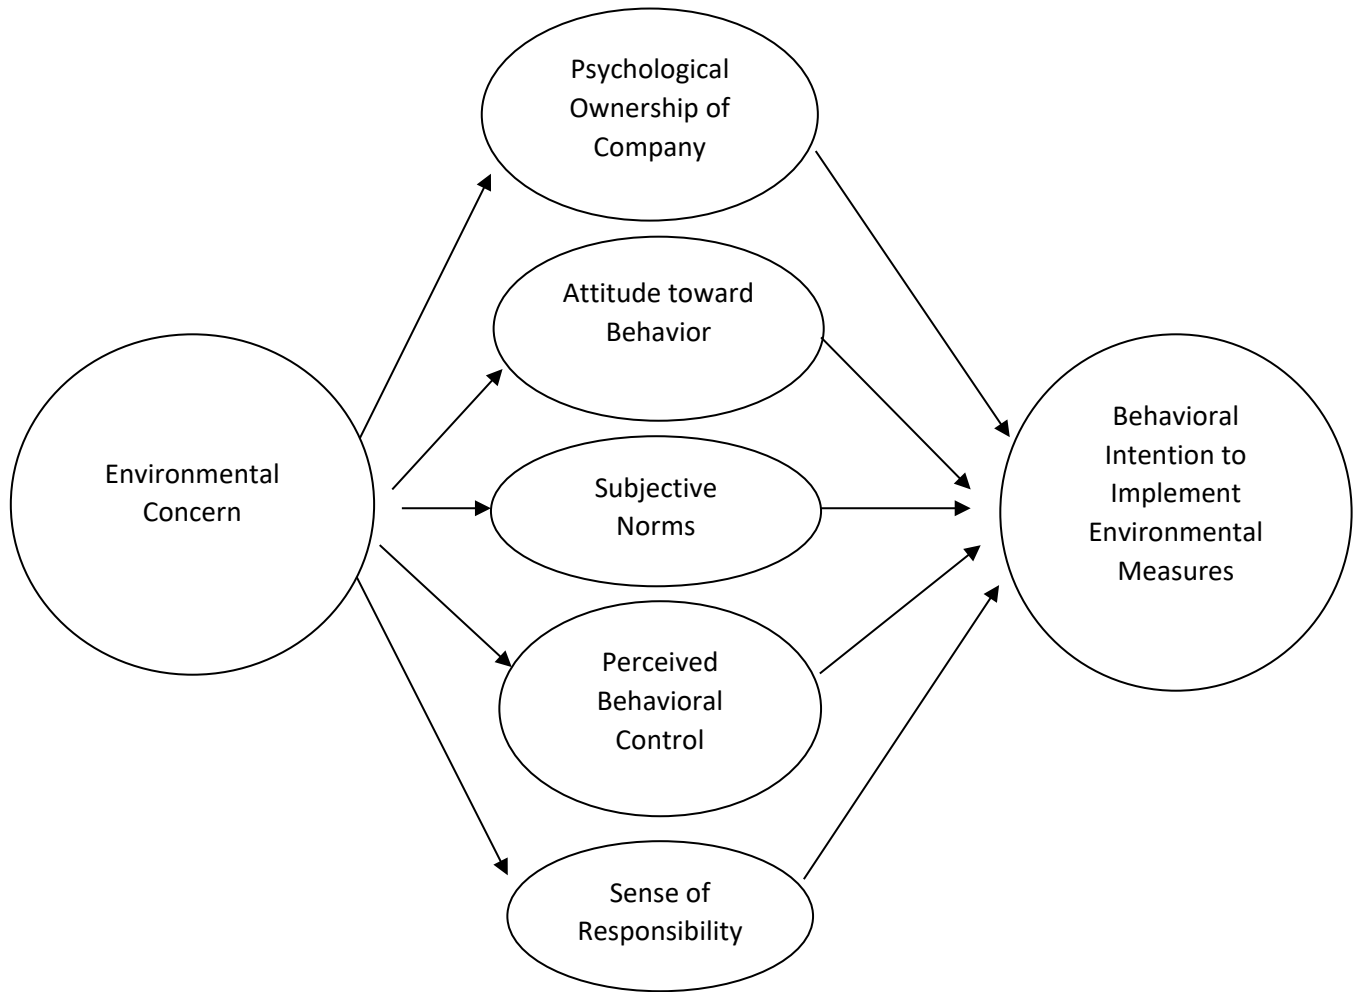 Psychological
Ownership of
Company
Attitude toward
Behavior
Environmental
Concern
Subjective
Norms
Behavioral
Intention to
Implement
Environmental
Measures
Perceived
Behavioral
Control
Sense of
Responsibility